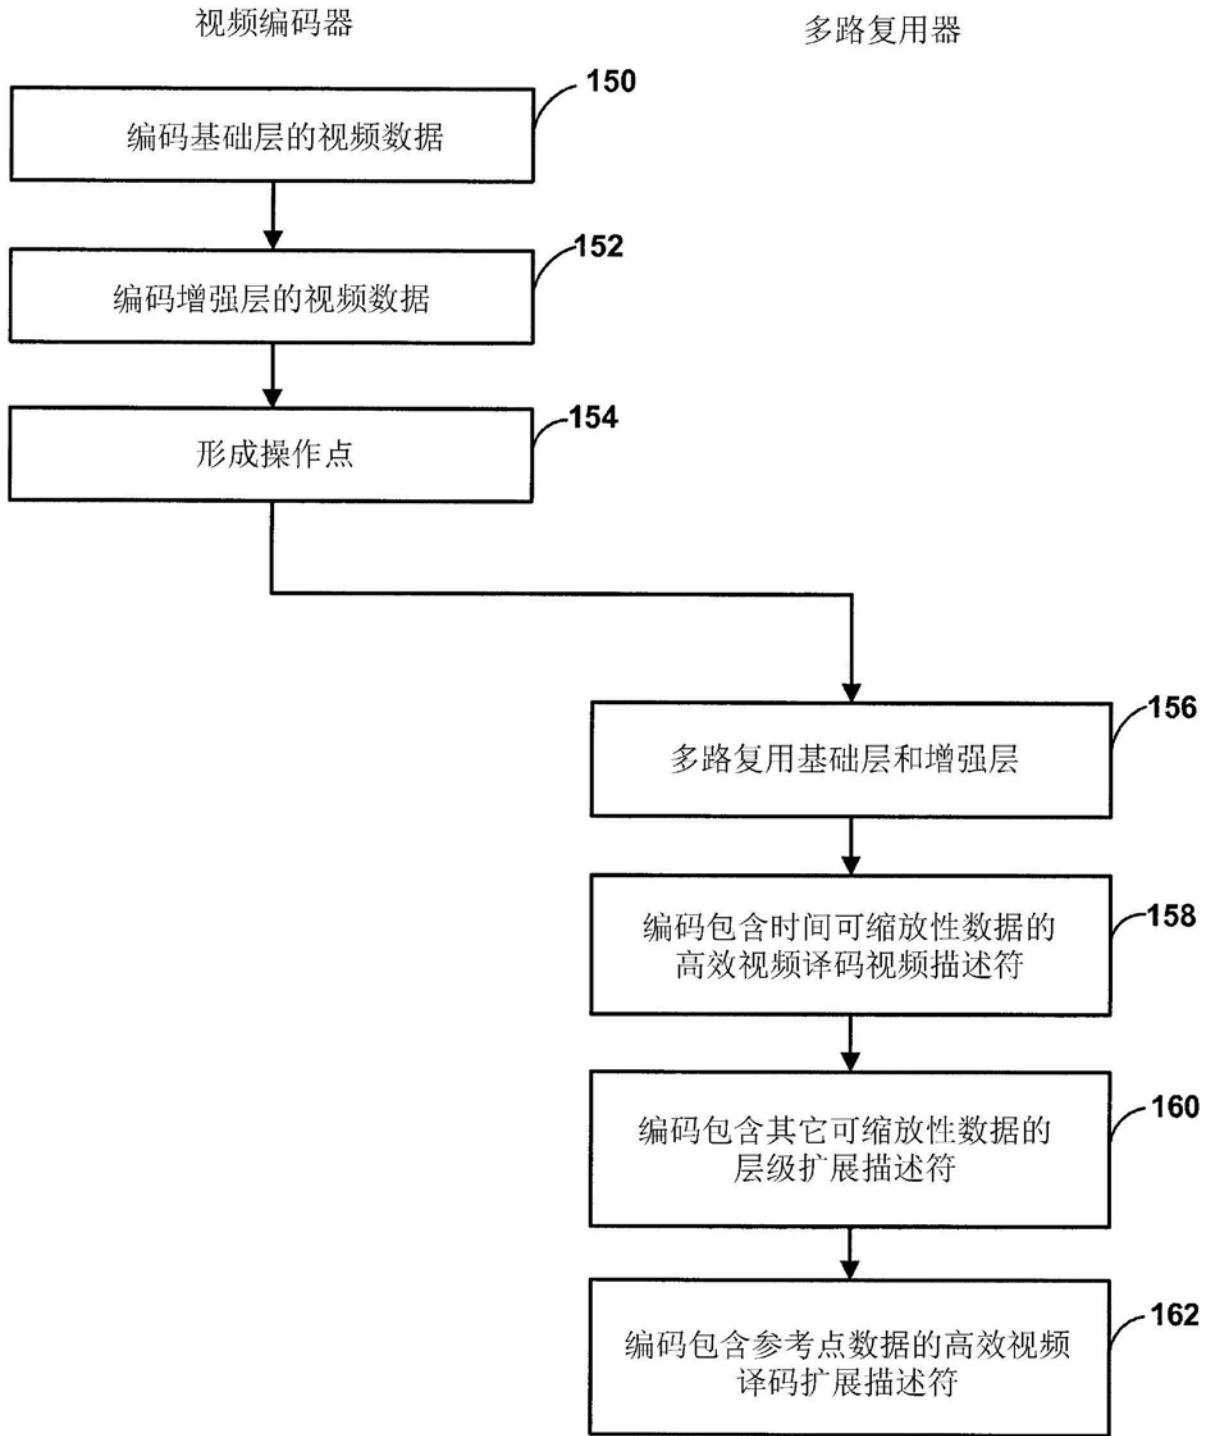 视频编码器
多路复用器
150
编码基础层的视频数据
152
编码增强层的视频数据
154
形成操作点
156
多路复用基础层和增强层
158
编码包含时间可缩放性数据的
高效视频译码视频描述符
160
编码包含其它可缩放性数据的
层级扩展描述符
162
编码包含参考点数据的高效视频
译码扩展描述符